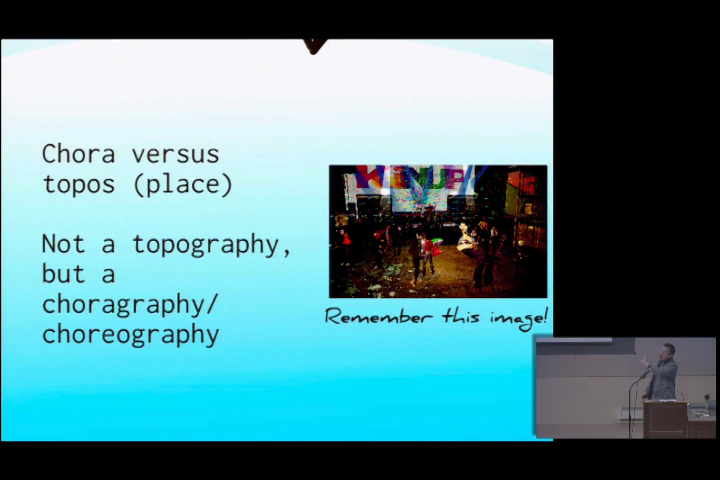 Chora versus
topos (place)
Not a topography,
but a
choragraphy/
choreography
Remember this image!